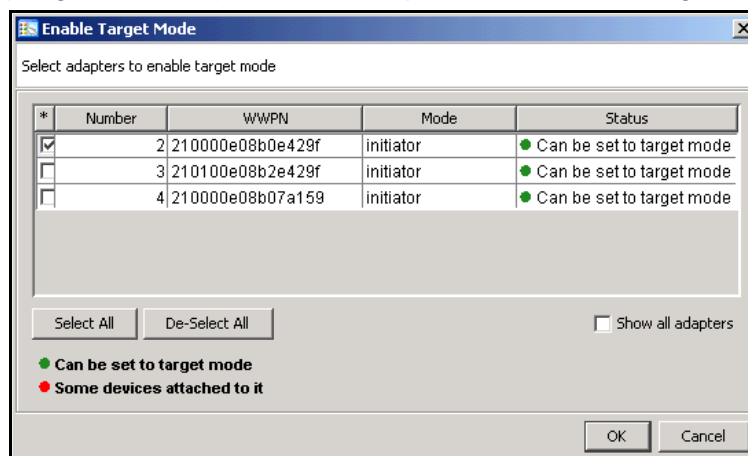 Enable Target Mode
Select adapters to enable target mode
* Number WWPN Mode Status
2 210000e08b0e429f initiator Can be set to target mode
3 210100e08b2e429f initiator Can be set to target mode
4 210000e08b07a159 initiator Can be set to target mode
Select All De-Select All Show all adapters
Can be set to target mode
Some devices attached to it
OK Cancel